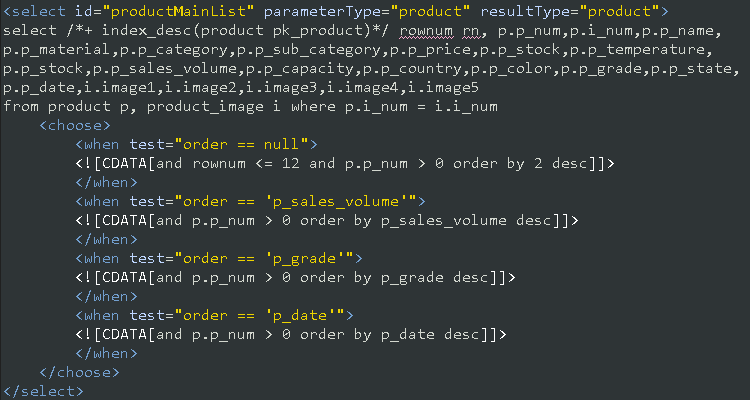 <select id="productMainList" parameterType="product" resultType="product">
select /*+ index_desc(product pk_product)*/ rownum rn, p.p_num,p.i_num,p.p_name,
p.p_material,p.p_category,p.p_sub_category,p.p_price,p.p_stock,p.p_temperature,
p.p_stock,p.p_sales_volume,p.p_capacity,p.p_country,p.p_color,p.p_grade,p.p_state,
p.p_date,i.image1,i.image2,i.image3,i.image4,i.image5
from product p, product_image i where p.i_num = i.i_num
    <choose>
        <when test="order == null">
        <![CDATA[and rownum <= 12 and p.p_num > 0 order by 2 desc]]>
        </when>
        <when test="order == 'p_sales_volume'">
        <![CDATA[and p.p_num > 0 order by p_sales_volume desc]]>
        </when>
        <when test="order == 'p_grade'">
        <![CDATA[and p.p_num > 0 order by p_grade desc]]>
        </when>
        <when test="order == 'p_date'">
        <![CDATA[and p.p_num > 0 order by p_date desc]]>
        </when>
    </choose>
</select>